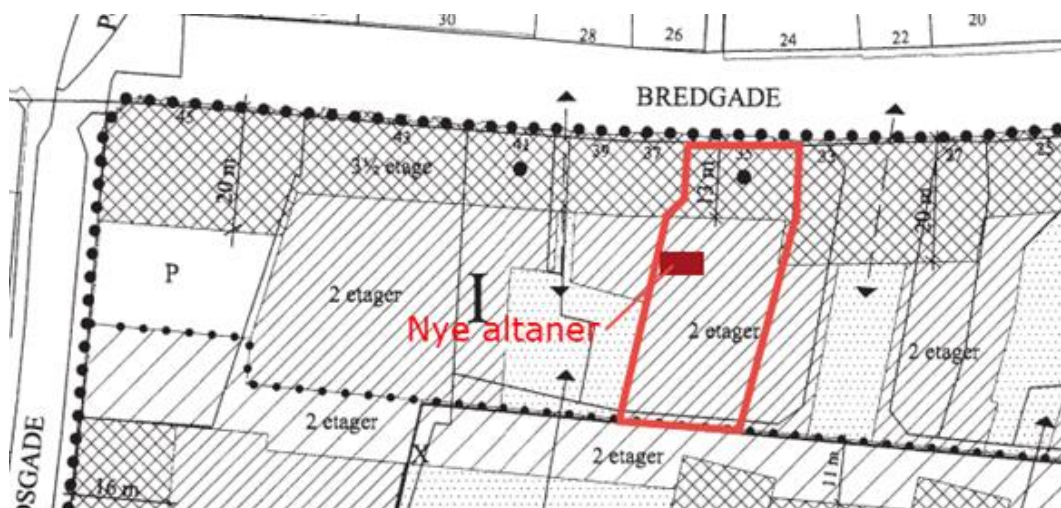 30
28
26
24
22
20
P
BREDGADE
45
43
41
39
37
35
33
27
25
3½ etage
20 m
13 m
20 m
P
I
2 etager
Nye altaner
2 etager
2 etager
2 etager
X
2 etager
11 m
16 m
OSGADE